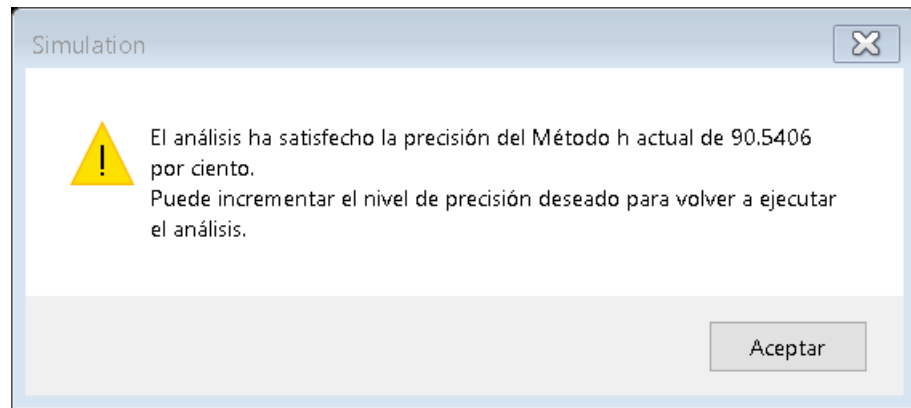 Simulation
El análisis ha satisfecho la precisión del Método h actual de 90.5406
por ciento.
Puede incrementar el nivel de precisión deseado para volver a ejecutar
el análisis.
Aceptar